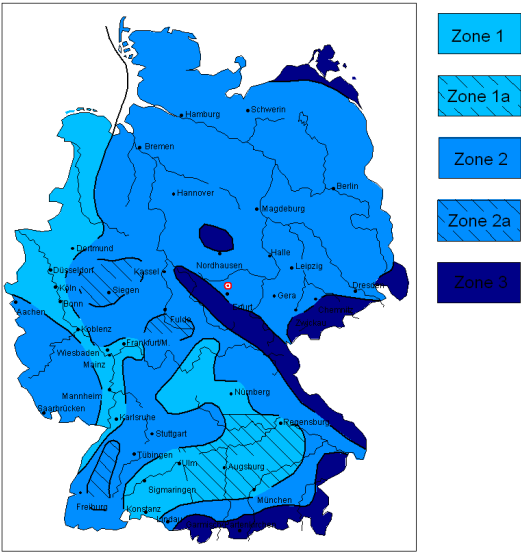 Zone 1
Zone 1a
Zone 2
Zone 2a
Zone 3
Schwerin
Hamburg
Bremen
Berlin
Hannover
Magdeburg
Dortmund
Halle
Nordhausen
Leipzig
Düsseldorf
Kassel
Köln
Siegen
Dresden
Gera
Bonn
Erfurt
Aachen
Fulda
Koblenz
Frankfurt/M.
Wiesbaden
Mainz
Mannheim
Nürnberg
Saarbrücken
Karlsruhe
Regensburg
Stuttgart
Tübingen
Ulm
Augsburg
Sigmaringen
München
Freiburg
Konstanz
Lindau